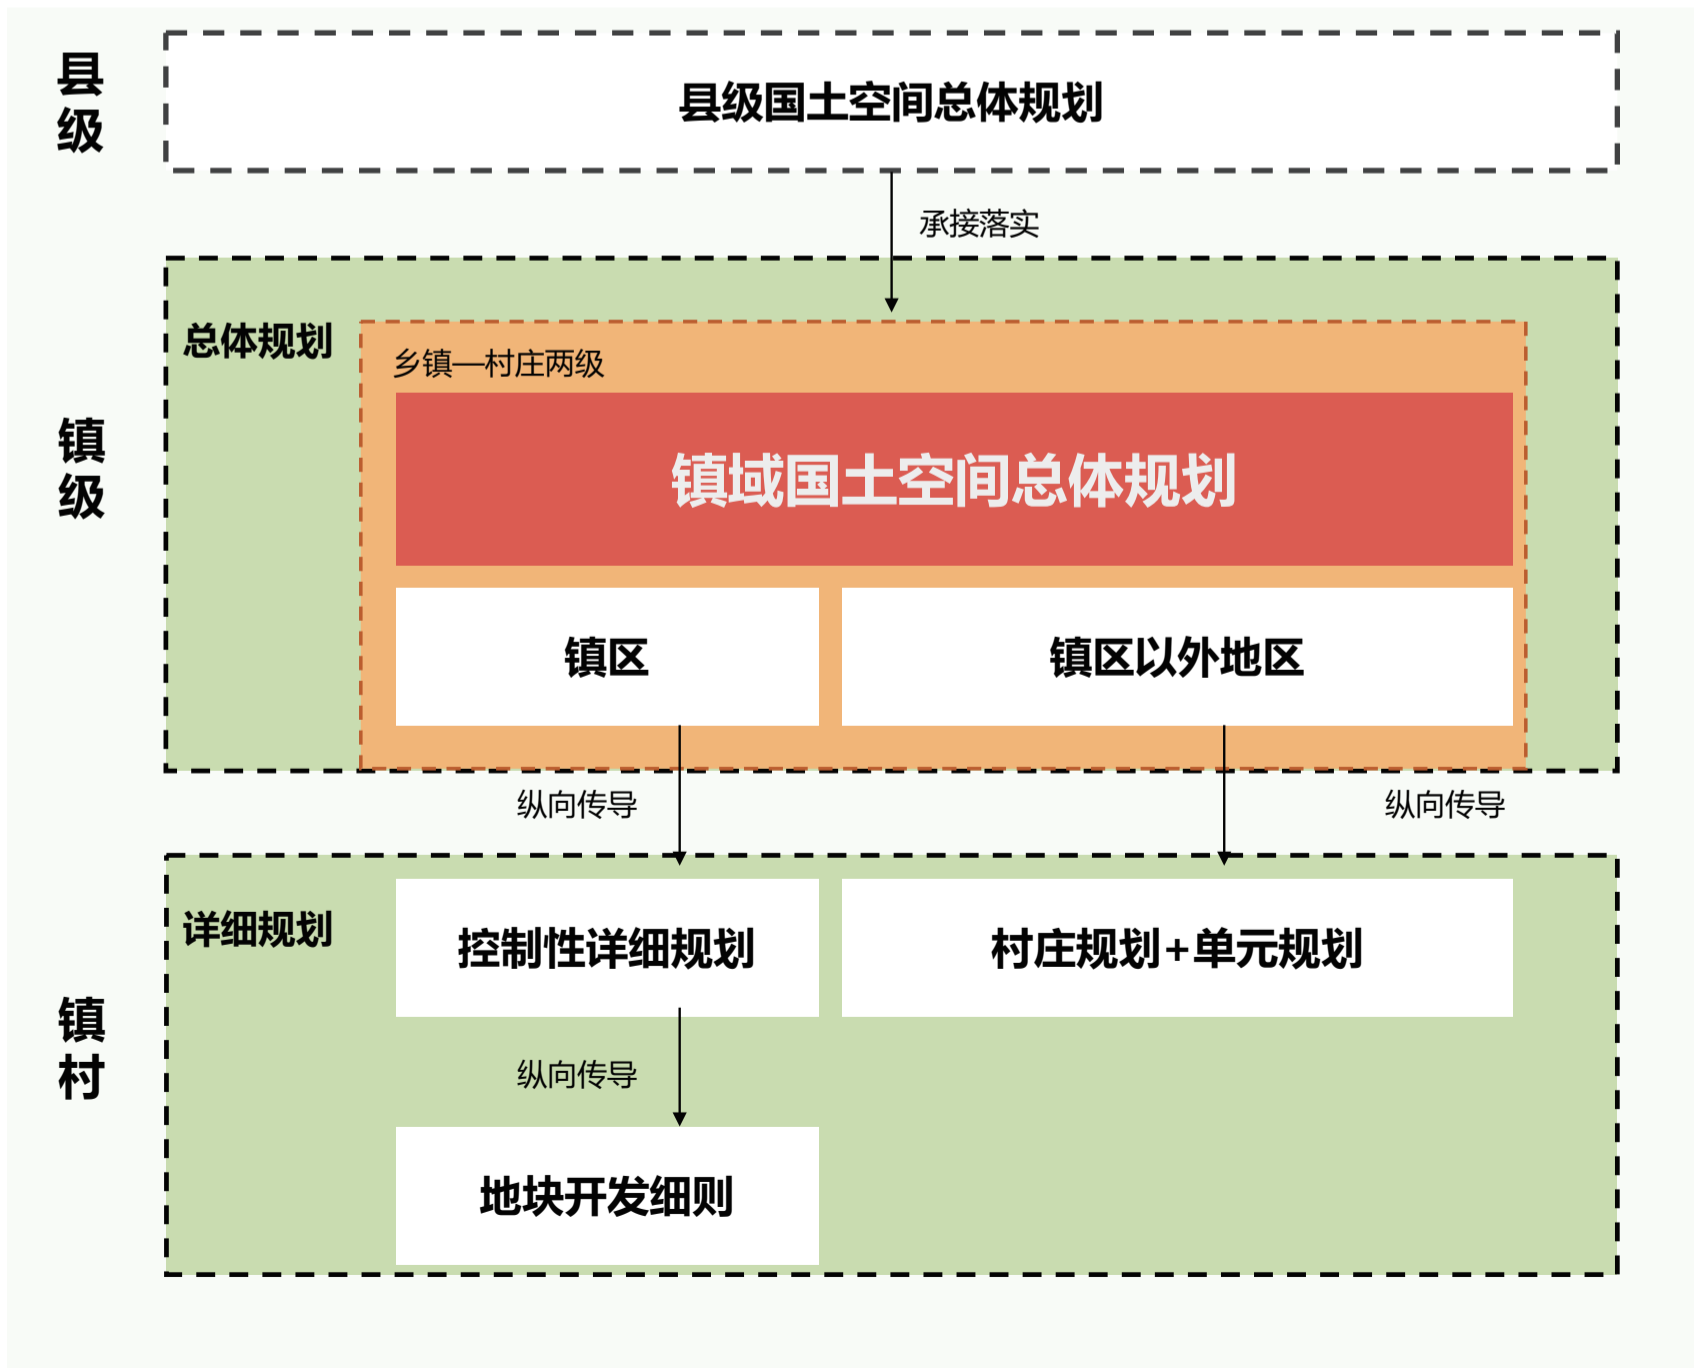 县
级
县级国土空间总体规划
承接落实
总体规划
乡镇—村庄两级
镇域国土空间总体规划
镇
级
镇区
镇区以外地区
纵向传导
纵向传导
详细规划
控制性详细规划
村庄规划+单元规划
镇
村
纵向传导
地块开发细则